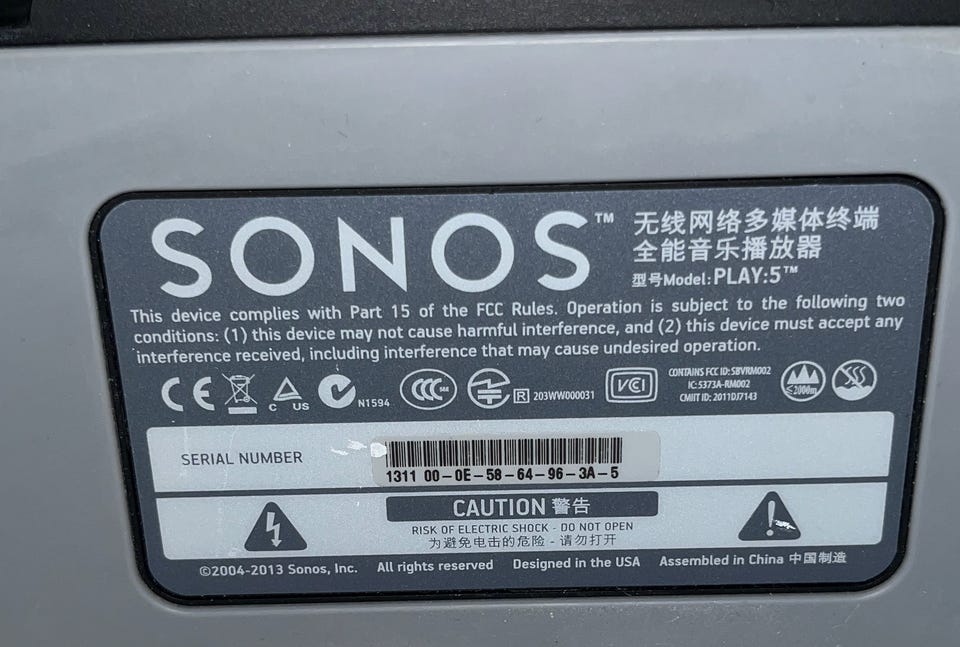 SONOS™
无线网络多媒体终端
全能音乐播放器
型号Model: PLAY:5™
This device complies with Part 15 of the FCC Rules. Operation is subject to the following two
conditions: (1) this device may not cause harmful interference, and (2) this device must accept any
interference received, including interference that may cause undesired operation.
CE C US N1594 CCC S&E R 203WW000031 VCI
CONTAINS FCC ID: SBVRM002
IC: 5373A-RM002
CMIIT ID: 2011DJ7143
≤2000m
SERIAL NUMBER
1311 00-0E-58-64-96-3A-5
CAUTION 警告
RISK OF ELECTRIC SHOCK - DO NOT OPEN
为避免电击的危险 - 请勿打开
©2004-2013 Sonos, Inc. All rights reserved Designed in the USA Assembled in China 中国制造